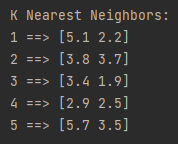 K Nearest Neighbors:
1 ==> [5.1 2.2]
2 ==> [3.8 3.7]
3 ==> [3.4 1.9]
4 ==> [2.9 2.5]
5 ==> [5.7 3.5]